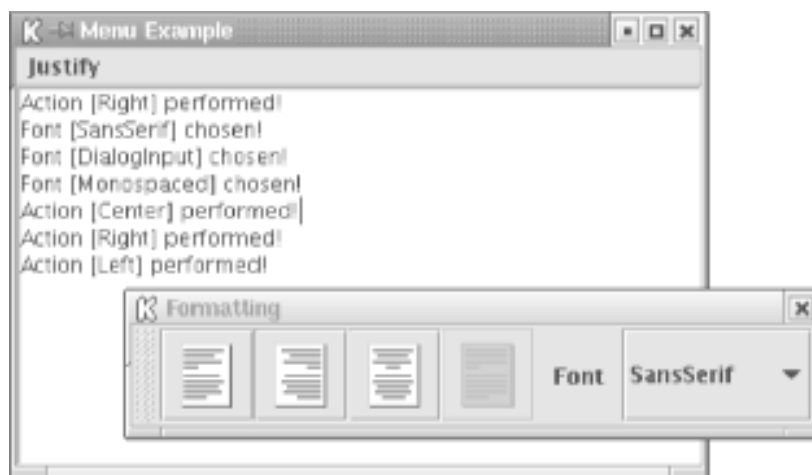 Menu Example
Justify
Action [Right] performed!
Font [SansSerif] chosen!
Font [DialogInput] chosen!
Font [Monospaced] chosen!
Action [Center] performed!
Action [Right] performed!
Action [Left] performed!
Formatting
Font SansSerif